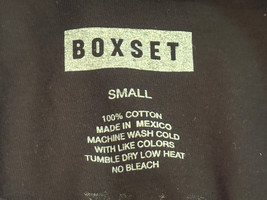 BOXSET
SMALL
100% COTTON
MADE IN MEXICO
MACHINE WASH COLD
WITH LIKE COLORS
TUMBLE DRY LOW HEAT
NO BLEACH